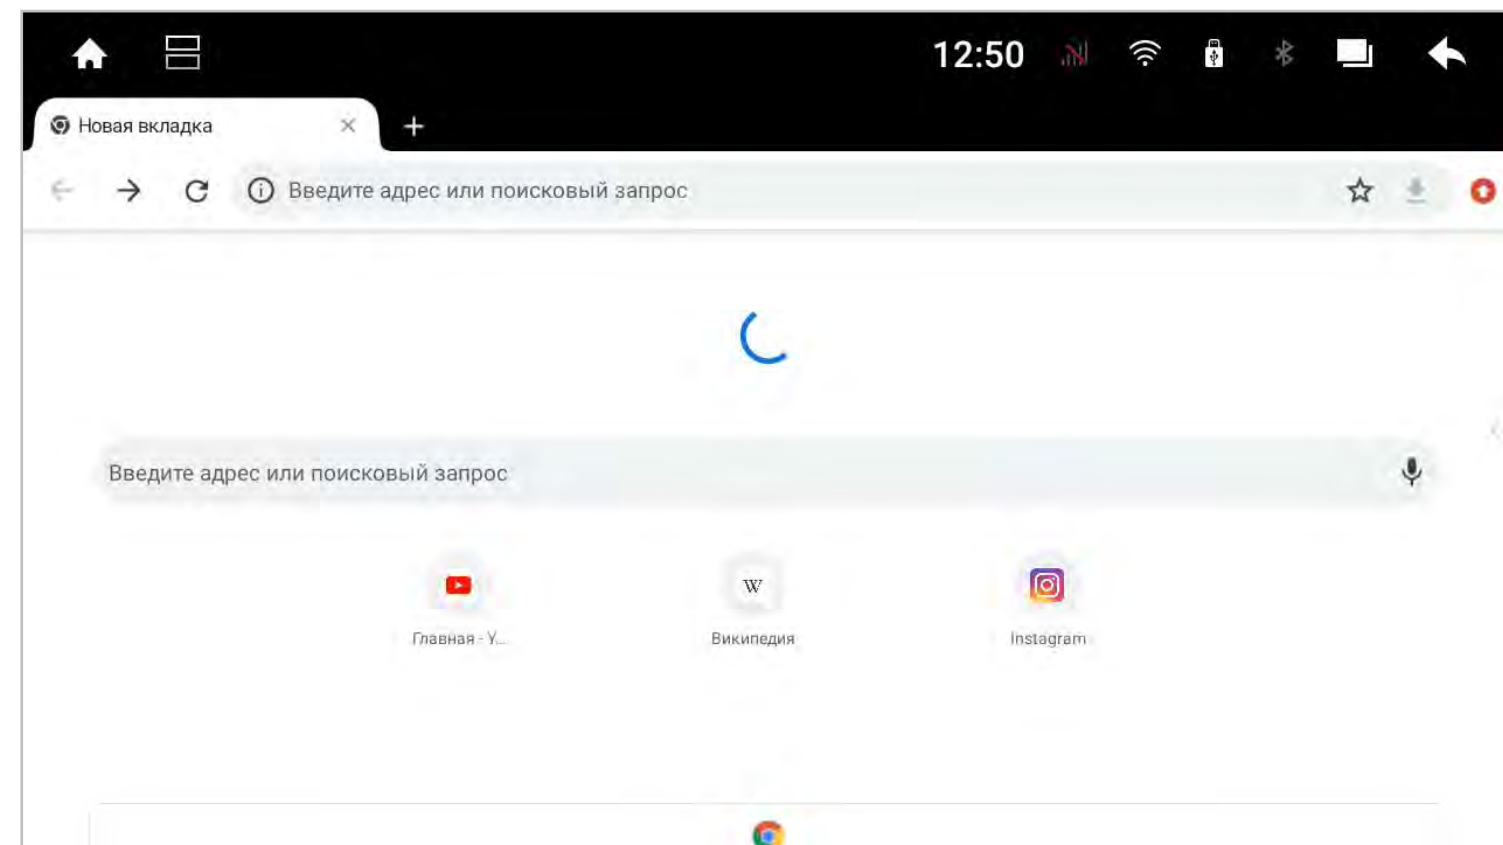 12:50
Новая вкладка
Введите адрес или поисковый запрос
Введите адрес или поисковый запрос
W
Главная - Y...
Википедия
Instagram